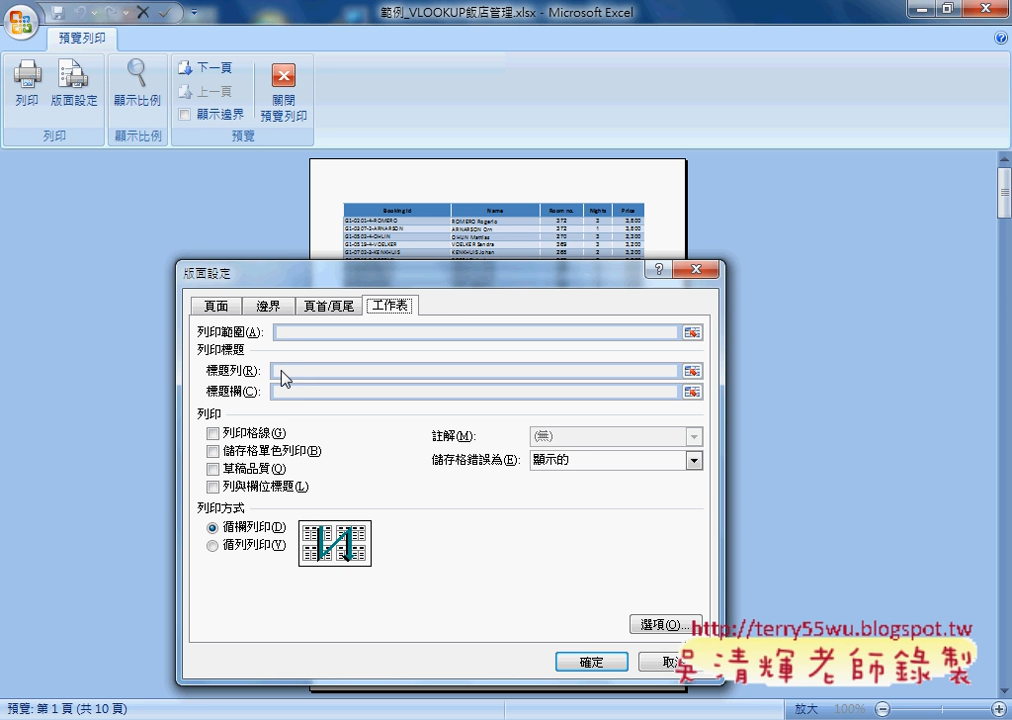 範例_VLOOKUP飯店管理.xlsx - Microsoft Excel
預覽列印
列印
版面設定
顯示比例
下一頁
上一頁
顯示邊界
關閉
預覽列印
列印
顯示比例
預覽
Booking Id Name Room no. Nights Price
版面設定
頁面 邊界 頁首/頁尾 工作表
列印範圍(A):
列印標題
標題列(R):
標題欄(C):
列印
列印格線(G)
儲存格單色列印(B)
草稿品質(Q)
列與欄位標題(L)
註解(M): (無)
儲存格錯誤為(E): 顯示的
列印方式
循欄列印(D)
循列列印(V)
選項(O)...
確定
http://terry55wu.blogspot.tw
吳清輝老師錄製
預覽: 第 1 頁 (共 10 頁)
放大 100%